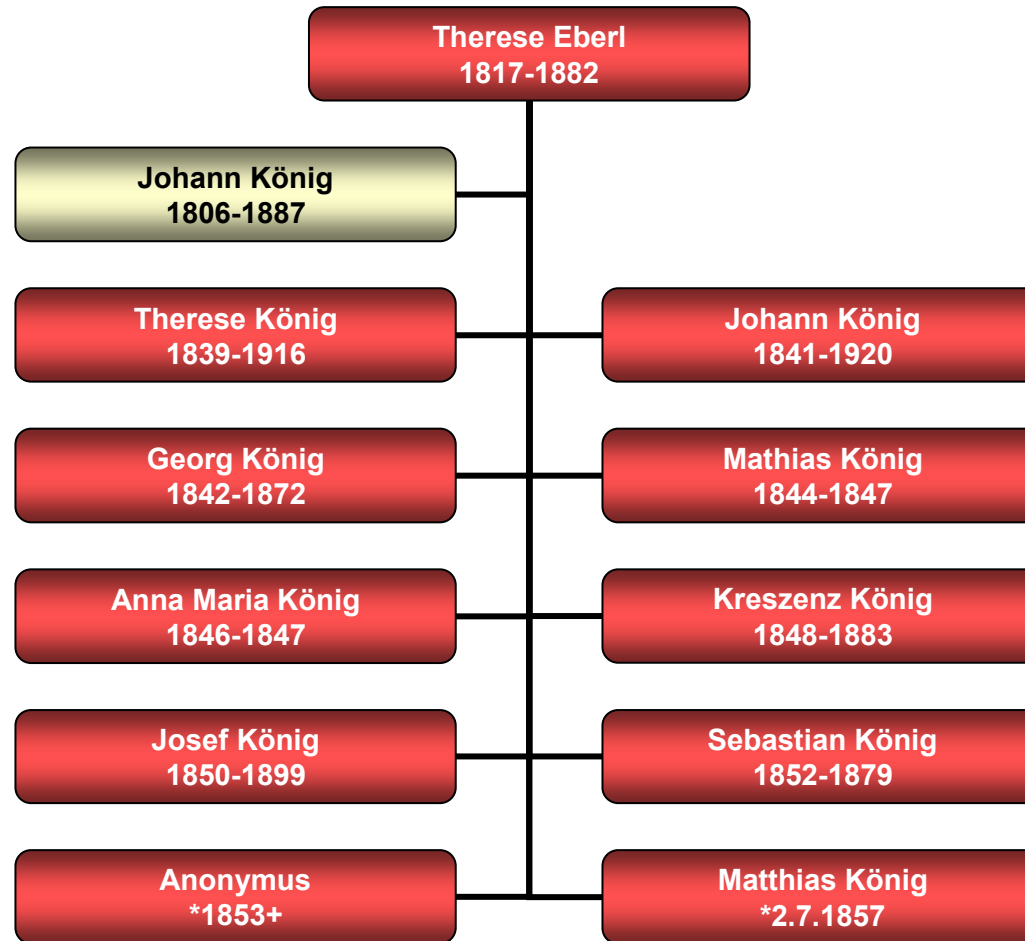 Therese Eberl
1817-1882
Johann König
1806-1887
Therese König
1839-1916
Johann König
1841-1920
Georg König
1842-1872
Mathias König
1844-1847
Anna Maria König
1846-1847
Kreszenz König
1848-1883
Josef König
1850-1899
Sebastian König
1852-1879
Anonymus
*1853+
Matthias König
*2.7.1857